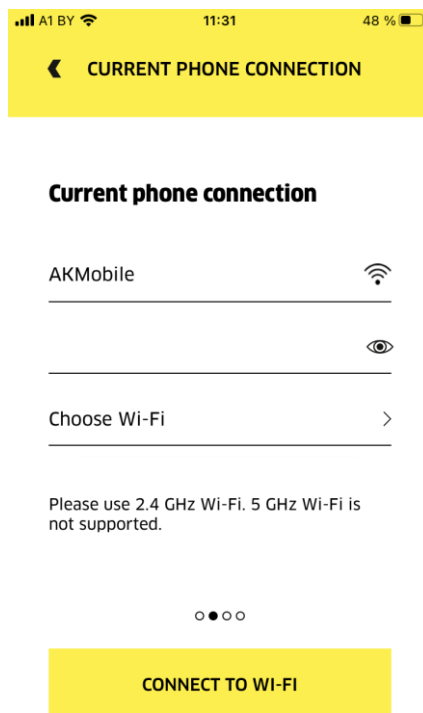 A1 BY 11:31 48 %
CURRENT PHONE CONNECTION
Current phone connection
AKMobile
Choose Wi-Fi
Please use 2.4 GHz Wi-Fi. 5 GHz Wi-Fi is
not supported.
CONNECT TO WI-FI